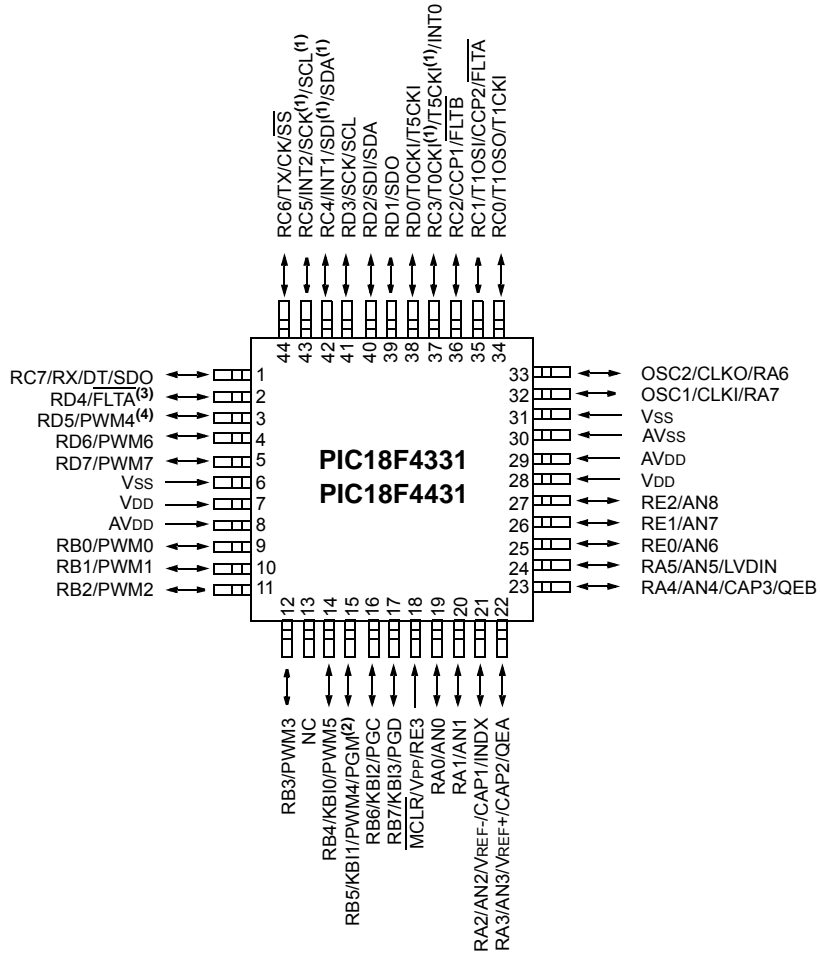 RC6/TX/CK/SS
RC5/INT2/SCK(1)/SCL(1)
RC4/INT1/SDI(1)/SDA(1)
RD3/SCK/SCL
RD2/SDI/SDA
RD1/SDO
RD0/T0CKI/T5CKI
RC3/T0CKI(1)/T5CKI(1)/INT0
RC2/CCP1/FLTB
RC1/T1OSI/CCP2/FLTA
RC0/T1OSO/T1CKI
44
43
42
41
40
39
38
37
36
35
34
RC7/RX/DT/SDO 1
RD4/FLTA(3) 2
RD5/PWM4(4) 3
RD6/PWM6 4
RD7/PWM7 5
VSS 6
VDD 7
AVDD 8
RB0/PWM0 9
RB1/PWM1 10
RB2/PWM2 11
PIC18F4331
PIC18F4431
33 OSC2/CLKO/RA6
32 OSC1/CLKI/RA7
31 VSS
30 AVSS
29 AVDD
28 VDD
27 RE2/AN8
26 RE1/AN7
25 RE0/AN6
24 RA5/AN5/LVDIN
23 RA4/AN4/CAP3/QEB
12
13
14
15
16
17
18
19
20
21
22
RB3/PWM3
NC
RB4/KBI0/PWM5
RB5/KBI1/PWM4/PGM(2)
RB6/KBI2/PGC
RB7/KBI3/PGD
MCLR/VPP/RE3
RA0/AN0
RA1/AN1
RA2/AN2/VREF-/CAP1/INDX
RA3/AN3/VREF+/CAP2/QEA